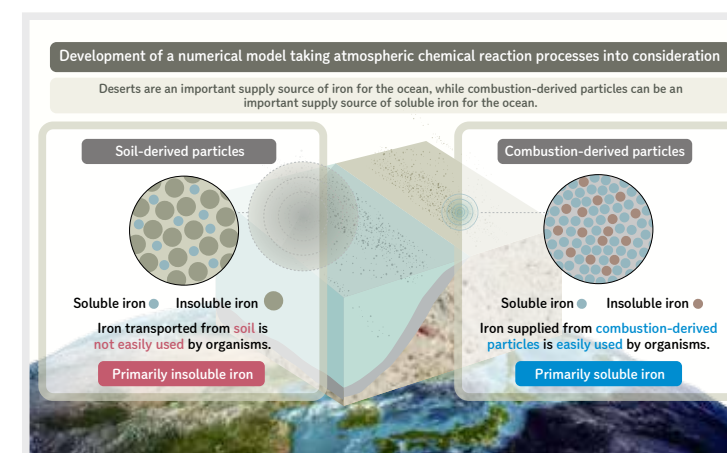 Development of a numerical model taking atmospheric chemical reaction processes into consideration
Deserts are an important supply source of iron for the ocean, while combustion-derived particles can be an
important supply source of soluble iron for the ocean.
Soil-derived particles
Soluble iron
Insoluble iron
Iron transported from soil is
not easily used by organisms.
Primarily insoluble iron
Combustion-derived particles
Soluble iron
Insoluble iron
Iron supplied from combustion-derived
particles is easily used by organisms.
Primarily soluble iron